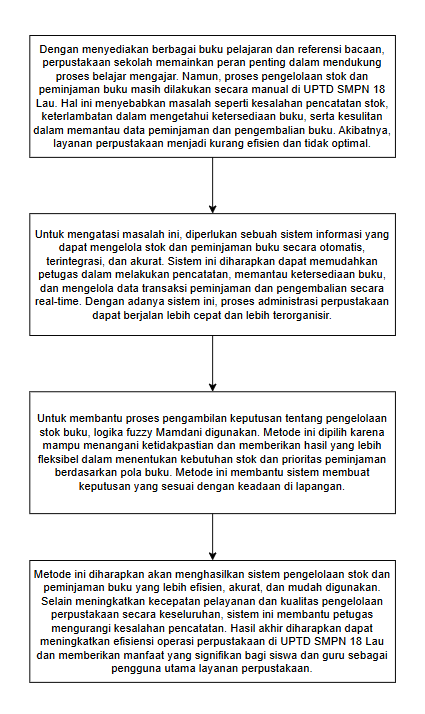 Dengan menyediakan berbagai buku pelajaran dan referensi bacaan,
perpustakaan sekolah memainkan peran penting dalam mendukung
proses belajar mengajar. Namun, proses pengelolaan stok dan
peminjaman buku masih dilakukan secara manual di UPTD SMPN 18
Lau. Hal ini menyebabkan masalah seperti kesalahan pencatatan stok,
keterlambatan dalam mengetahui ketersediaan buku, serta kesulitan
dalam memantau data peminjaman dan pengembalian buku. Akibatnya,
layanan perpustakaan menjadi kurang efisien dan tidak optimal.
Untuk mengatasi masalah ini, diperlukan sebuah sistem informasi yang
dapat mengelola stok dan peminjaman buku secara otomatis,
terintegrasi, dan akurat. Sistem ini diharapkan dapat memudahkan
petugas dalam melakukan pencatatan, memantau ketersediaan buku,
dan mengelola data transaksi peminjaman dan pengembalian secara
real-time. Dengan adanya sistem ini, proses administrasi perpustakaan
dapat berjalan lebih cepat dan lebih terorganisir.
Untuk membantu proses pengambilan keputusan tentang pengelolaan
stok buku, logika fuzzy Mamdani digunakan. Metode ini dipilih karena
mampu menangani ketidakpastian dan memberikan hasil yang lebih
fleksibel dalam menentukan kebutuhan stok dan prioritas peminjaman
berdasarkan pola buku. Metode ini membantu sistem membuat
keputusan yang sesuai dengan keadaan di lapangan.
Metode ini diharapkan akan menghasilkan sistem pengelolaan stok dan
peminjaman buku yang lebih efisien, akurat, dan mudah digunakan.
Selain meningkatkan kecepatan pelayanan dan kualitas pengelolaan
perpustakaan secara keseluruhan, sistem ini membantu petugas
mengurangi kesalahan pencatatan. Hasil akhir diharapkan dapat
meningkatkan efisiensi operasi perpustakaan di UPTD SMPN 18 Lau
dan memberikan manfaat yang signifikan bagi siswa dan guru sebagai
pengguna utama layanan perpustakaan.